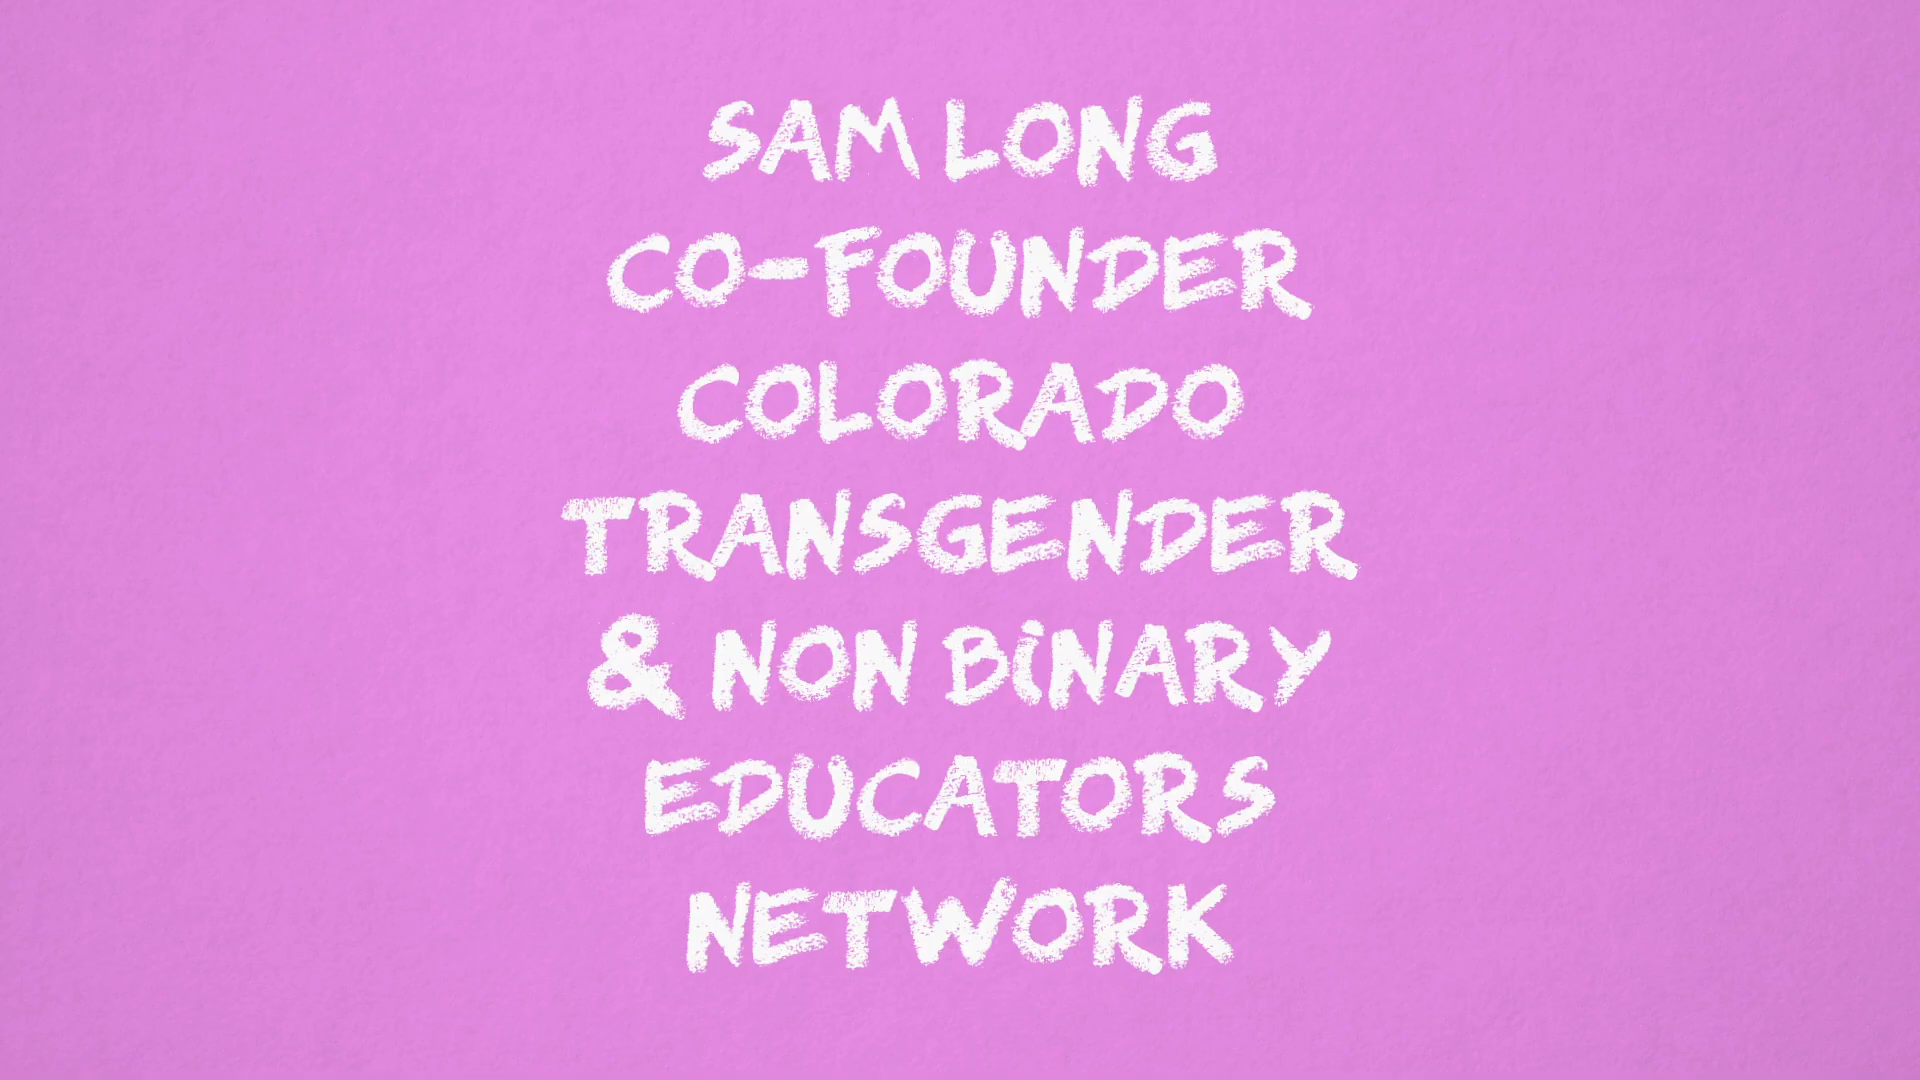 SAM LONG
CO-FOUNDER
COLORADO
TRANSGENDER
& NON BiNARY
EDUCATORS
NETWORK